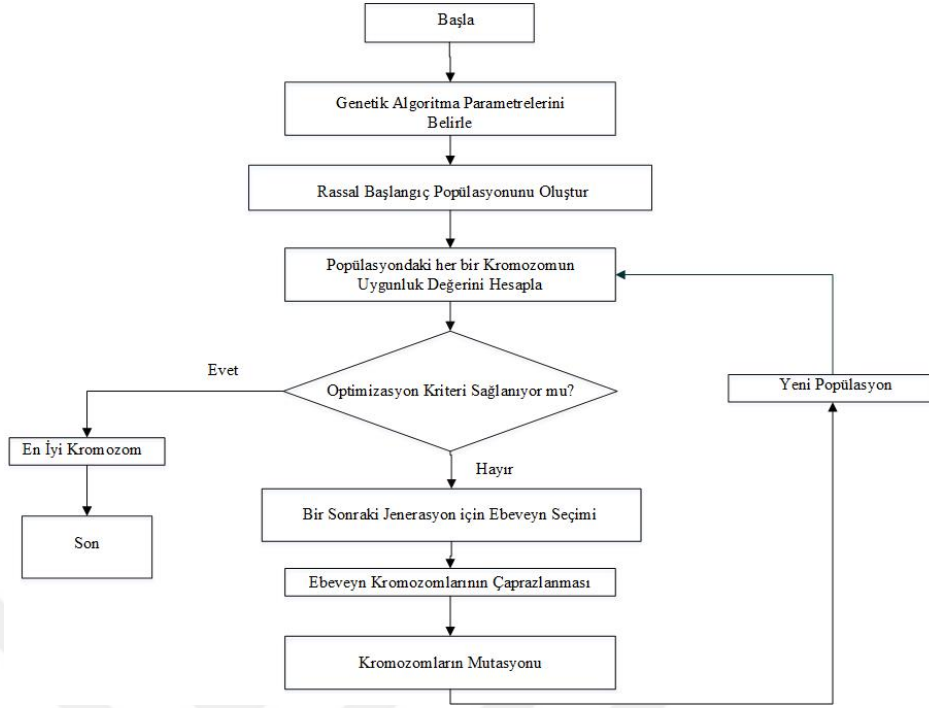 Başla
Genetik Algoritma Parametrelerini
Belirle
Rassal Başlangıç Popülasyonunu Oluştur
Popülasyondaki her bir Kromozomun
Uygunluk Değerini Hesapla
Evet
Optimizasyon Kriteri Sağlanıyor mu?
Yeni Popülasyon
En İyi Kromozom
Hayır
Bir Sonraki Jenerasyon için Ebeveyn Seçimi
Son
Ebeveyn Kromozomlarının Çaprazlanması
Kromozomların Mutasyonu